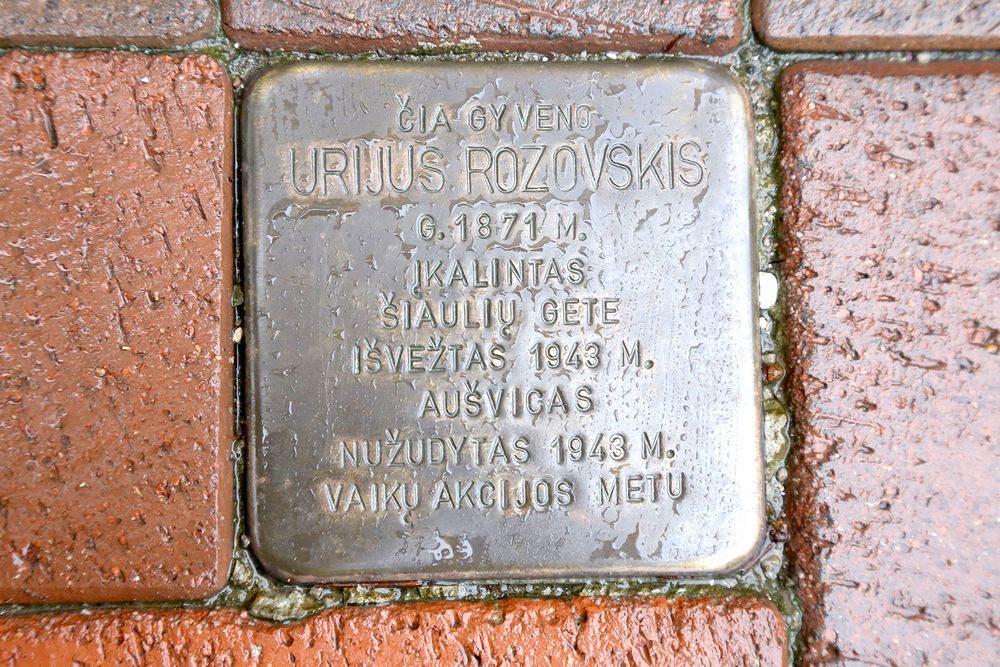 ČIA GYVENO
URIJUS ROZOVSKIS
G. 1871 M.
ĮKALINTAS
ŠIAULIŲ GETE
IŠVEŽTAS 1943 M.
AUŠVICAS
NUŽUDYTAS 1943 M.
VAIKŲ AKCIJOS METU